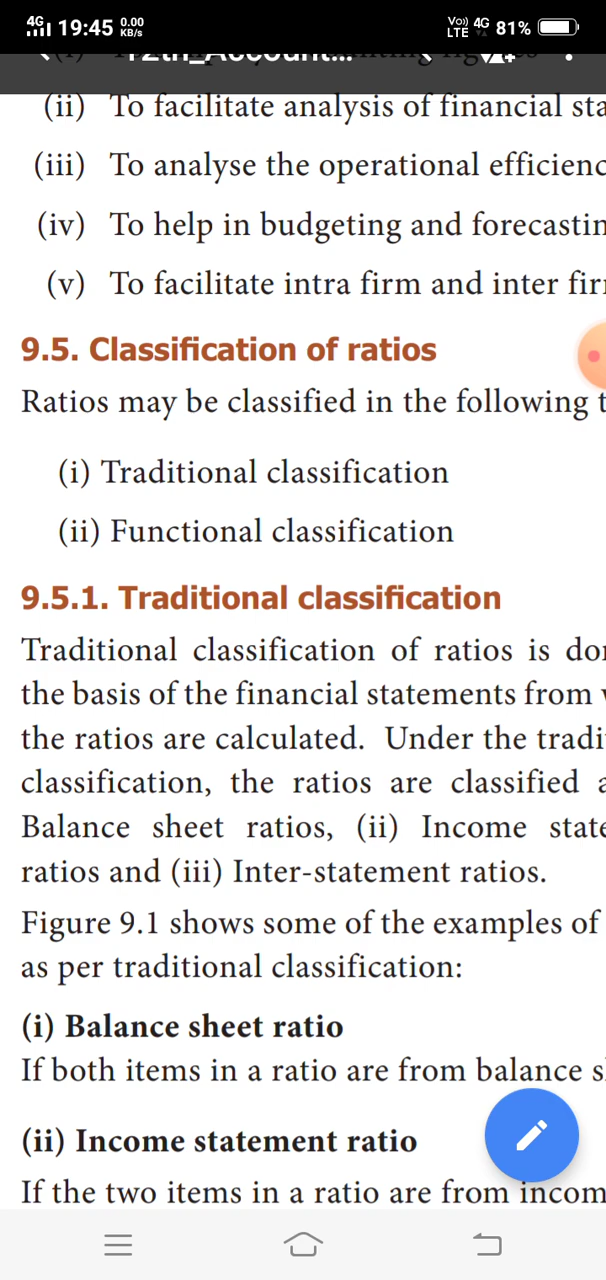 4G 19:45 0.00 KB/s Vo)) LTE 4G 81%
(ii) To facilitate analysis of financial sta
(iii) To analyse the operational efficienc
(iv) To help in budgeting and forecastin
(v) To facilitate intra firm and inter fir
9.5. Classification of ratios
Ratios may be classified in the following t
(i) Traditional classification
(ii) Functional classification
9.5.1. Traditional classification
Traditional classification of ratios is do
the basis of the financial statements from
the ratios are calculated. Under the tradi
classification, the ratios are classified a
Balance sheet ratios, (ii) Income state
ratios and (iii) Inter-statement ratios.
Figure 9.1 shows some of the examples of
as per traditional classification:
(i) Balance sheet ratio
If both items in a ratio are from balance s
(ii) Income statement ratio
If the two items in a ratio are from incom